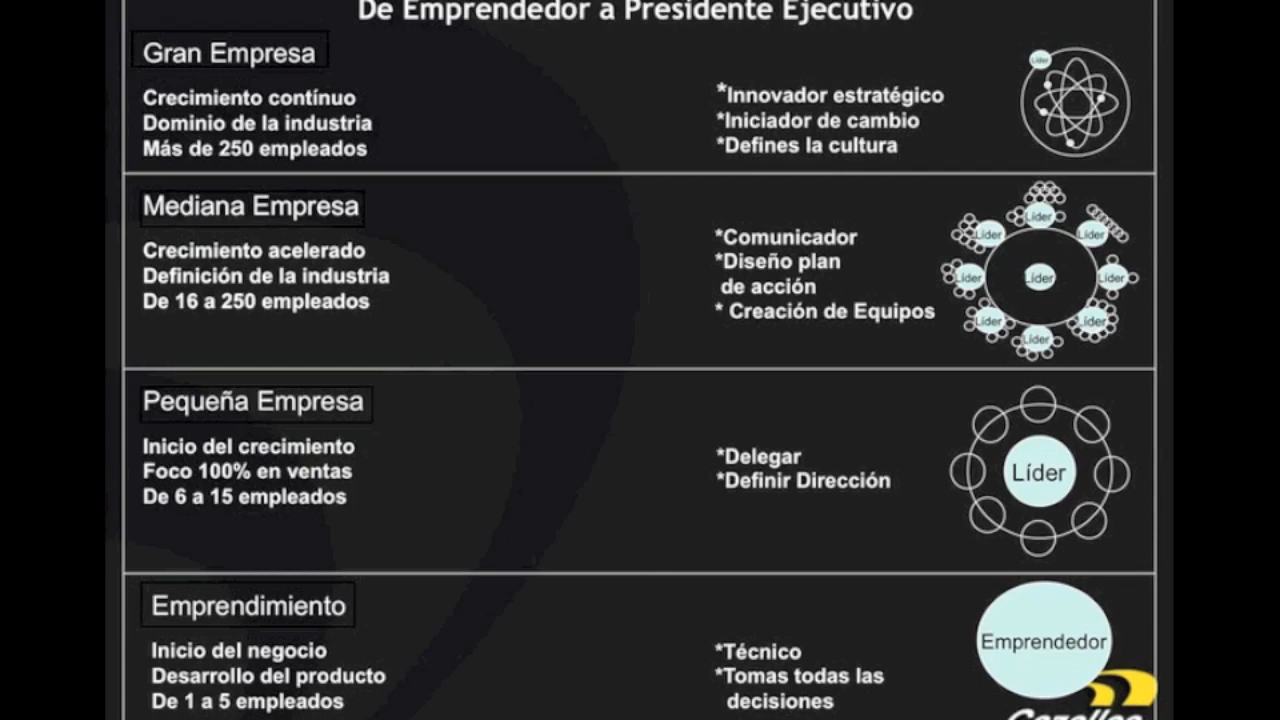 De Emprendedor a Presidente Ejecutivo
Gran Empresa
Crecimiento contínuo
Dominio de la industria
Más de 250 empleados
*Innovador estratégico
*Iniciador de cambio
*Defines la cultura
Líder
Mediana Empresa
Crecimiento acelerado
Definición de la industria
De 16 a 250 empleados
*Comunicador
*Diseño plan
de acción
* Creación de Equipos
Líder
Líder
Líder
Líder
Líder
Líder
Líder
Líder
Líder
Pequeña Empresa
Inicio del crecimiento
Foco 100% en ventas
De 6 a 15 empleados
*Delegar
*Definir Dirección
Líder
Emprendimiento
Inicio del negocio
Desarrollo del producto
De 1 a 5 empleados
*Técnico
*Tomas todas las
decisiones
Emprendedor